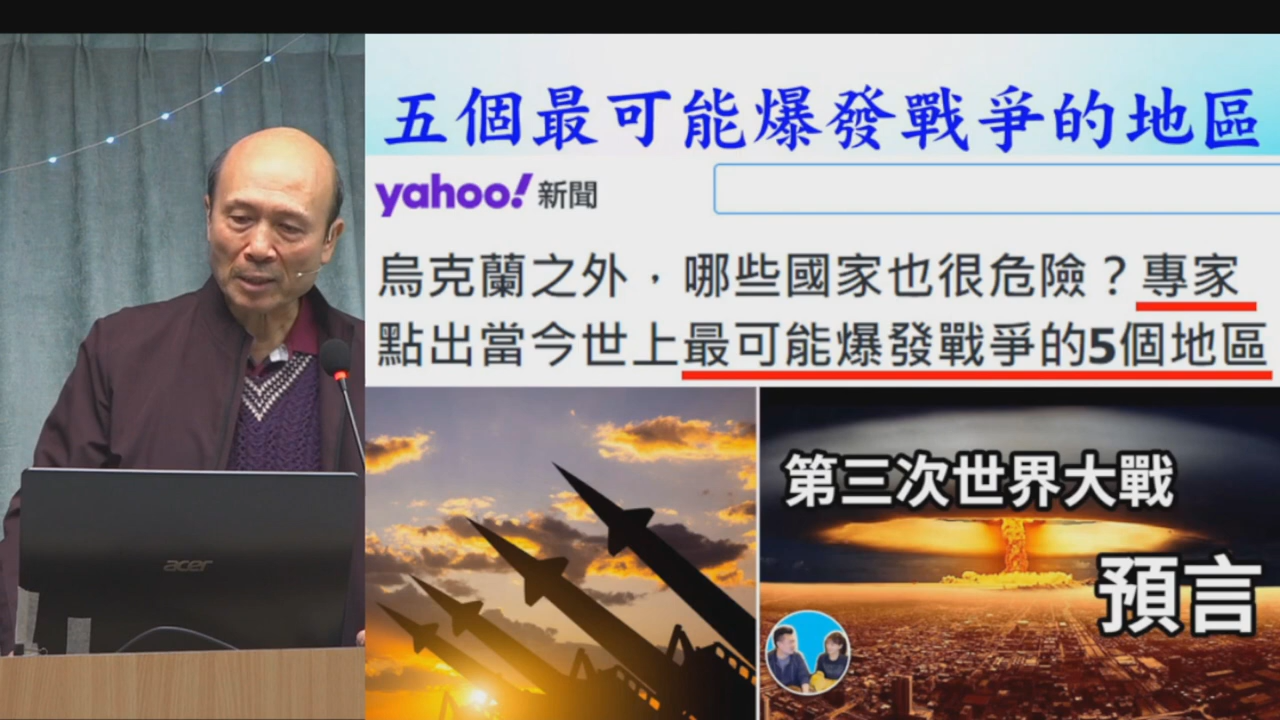 五個最可能爆發戰爭的地區
yahoo!新聞
烏克蘭之外，哪些國家也很危險？專家
點出當今世上最可能爆發戰爭的5個地區
第三次世界大戰
預言
acer